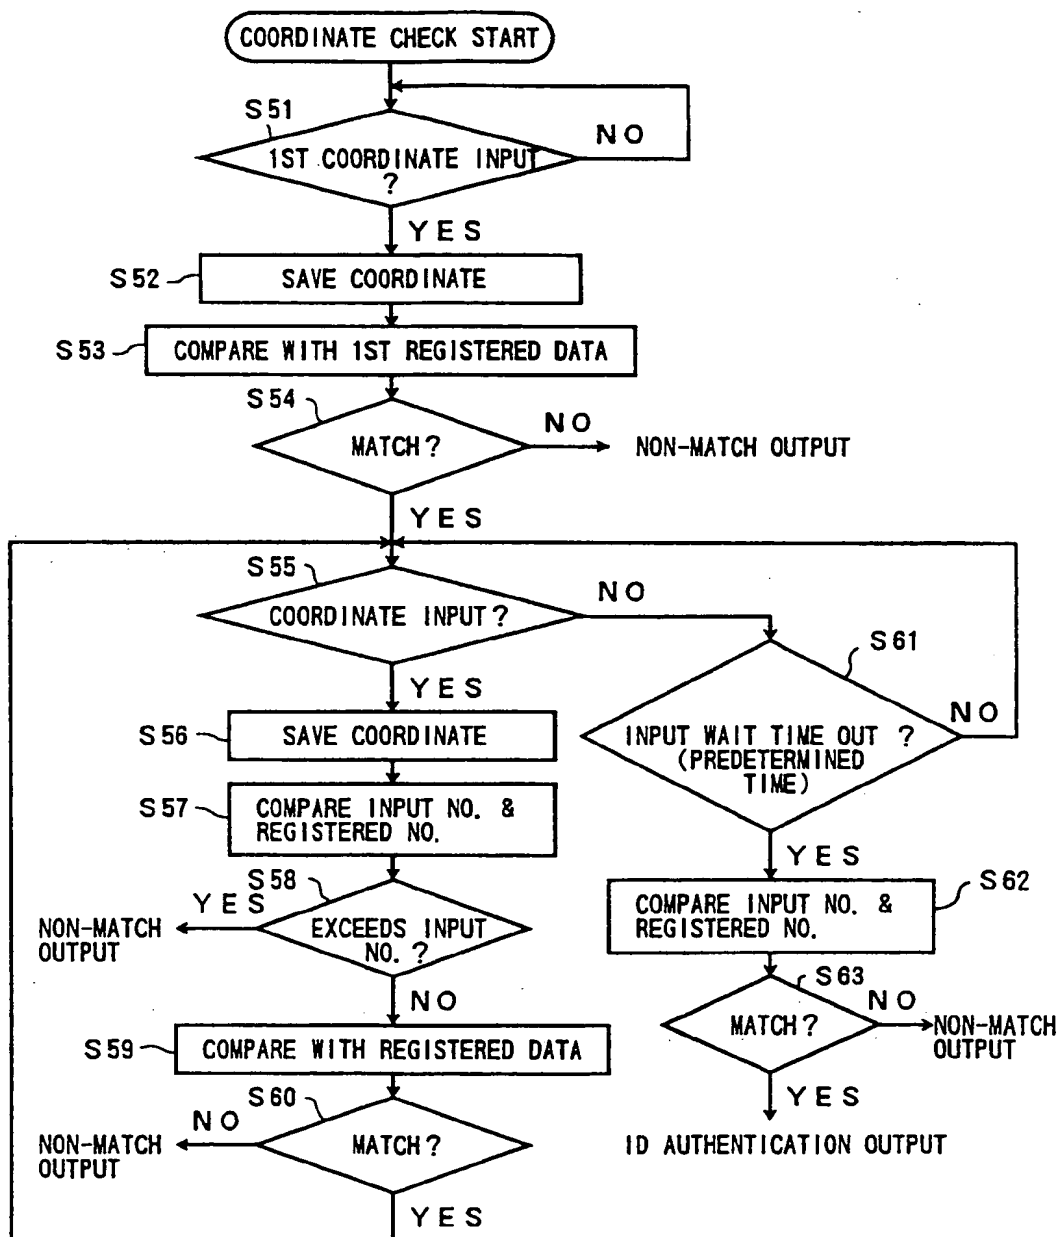 COORDINATE CHECK START
S51
NO
1ST COORDINATE INPUT
?
YES
S52
SAVE COORDINATE
S53
COMPARE WITH 1ST REGISTERED DATA
S54
NO
MATCH?
NON-MATCH OUTPUT
YES
S55
NO
COORDINATE INPUT?
S61
YES
NO
S56
SAVE COORDINATE
INPUT WAIT TIME OUT ?
(PREDETERMINED
TIME)
S57
COMPARE INPUT NO. &
REGISTERED NO.
YES
S58
YES
S62
COMPARE INPUT NO. &
REGISTERED NO.
NON-MATCH
OUTPUT
EXCEEDS INPUT
NO. ?
S63
NO
NO
MATCH?
NON-MATCH
OUTPUT
S59
COMPARE WITH REGISTERED DATA
S60
YES
NO
NON-MATCH
OUTPUT
MATCH?
ID AUTHENTICATION OUTPUT
YES